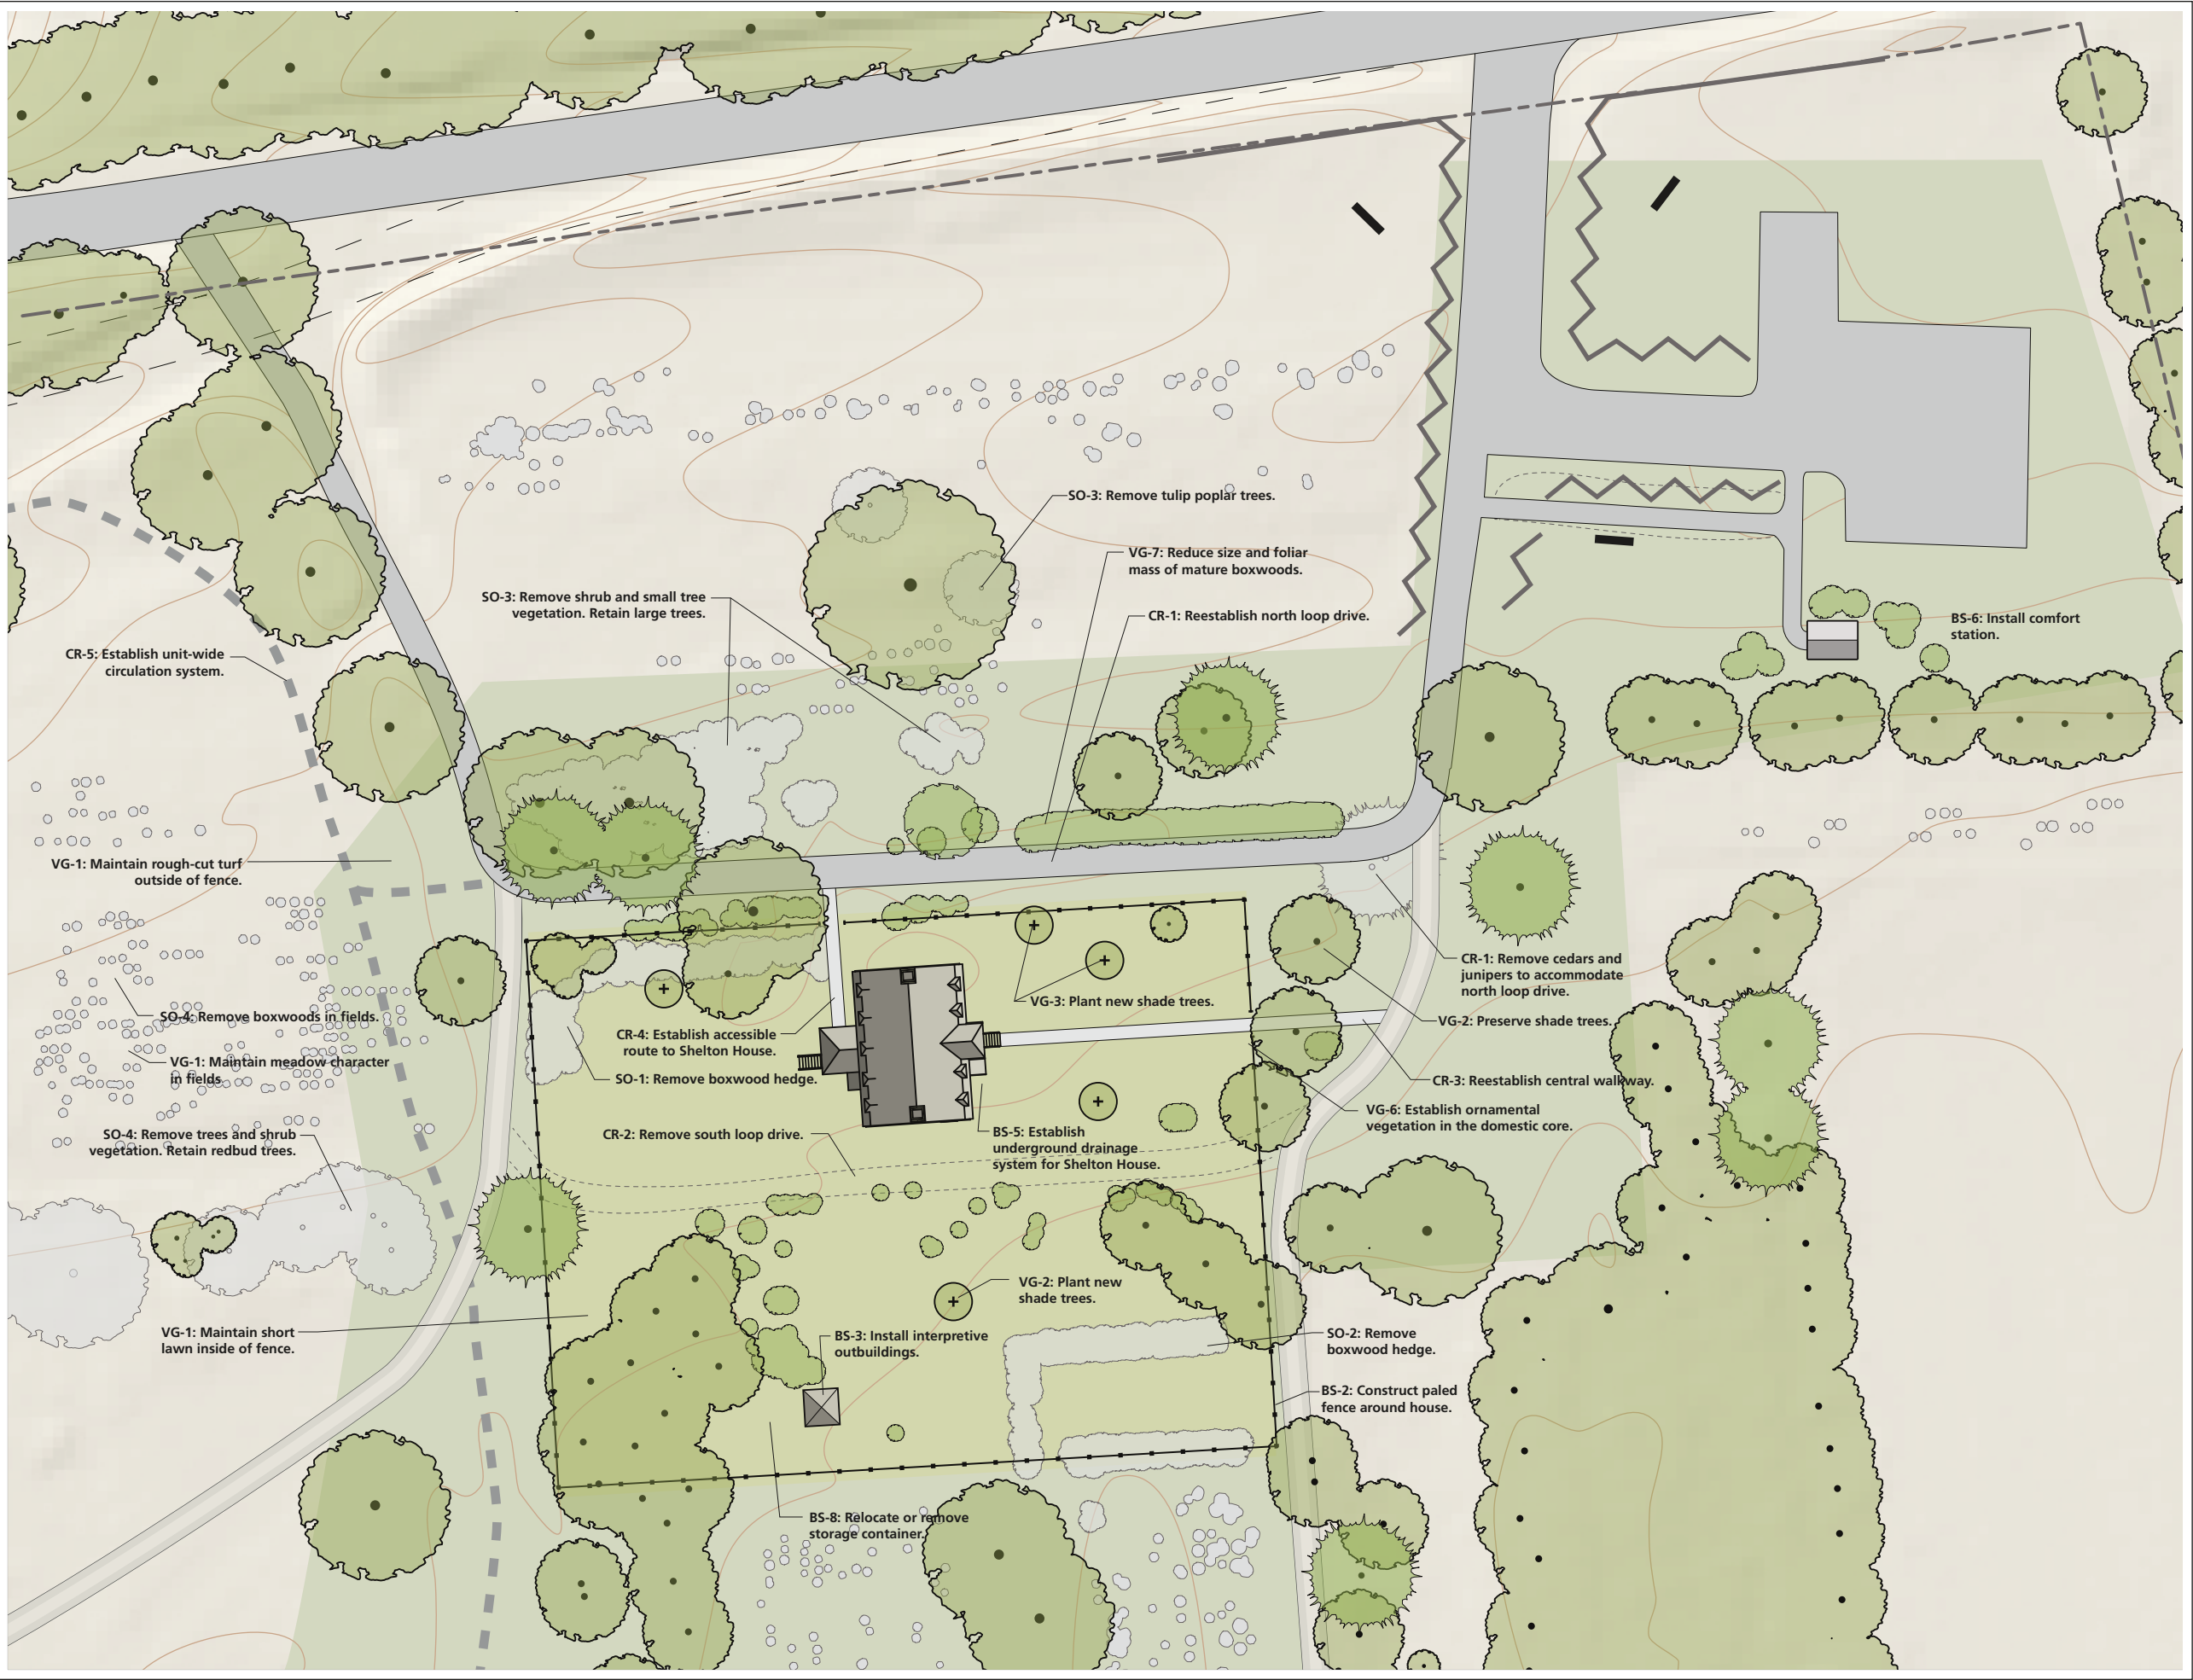 SO-3: Remove tulip poplar trees.
VG-7: Reduce size and foliar
mass of mature boxwoods.
SO-3: Remove shrub and small tree
vegetation. Retain large trees.
CR-1: Reestablish north loop drive.
BS-6: Install comfort
station.
CR-5: Establish unit-wide
circulation system.
VG-1: Maintain rough-cut turf
outside of fence.
CR-1: Remove cedars and
junipers to accommodate
north loop drive.
VG-3: Plant new shade trees.
SO-4: Remove boxwoods in fields.
VG-2: Preserve shade trees.
CR-4: Establish accessible
route to Shelton House.
VG-1: Maintain meadow character
in fields
SO-1: Remove boxwood hedge.
CR-3: Reestablish central walkway.
VG-6: Establish ornamental
vegetation in the domestic core.
SO-4: Remove trees and shrub
vegetation. Retain redbud trees.
CR-2: Remove south loop drive.
BS-5: Establish
underground drainage
system for Shelton House.
VG-2: Plant new
shade trees.
VG-1: Maintain short
lawn inside of fence.
BS-3: Install interpretive
outbuildings.
SO-2: Remove
boxwood hedge.
BS-2: Construct paled
fence around house.
BS-8: Relocate or remove
storage container.